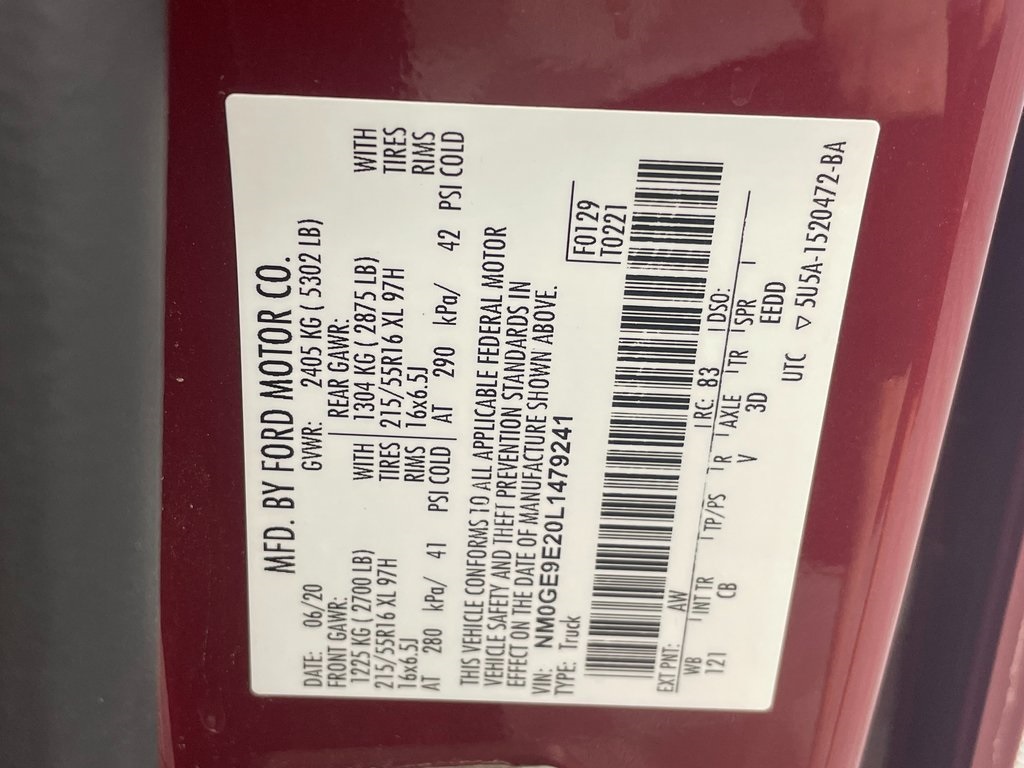 MFD. BY FORD MOTOR CO.
DATE: 06/20 GVWR: 2405 KG ( 5302 LB)
FRONT GAWR: REAR GAWR:
1225 KG (2700 LB) WITH 1304 KG ( 2875 LB) WITH
215/55R16 XL 97H TIRES 215/55R16 XL 97H TIRES
16x6.5J RIMS 16x6.5J RIMS
AT 280 kPa/ 41 PSI COLD AT 290 kPa/ 42 PSI COLD
THIS VEHICLE CONFORMS TO ALL APPLICABLE FEDERAL MOTOR
VEHICLE SAFETY AND THEFT PREVENTION STANDARDS IN
EFFECT ON THE DATE OF MANUFACTURE SHOWN ABOVE.
VIN: NM0GE9E20L1479241 F0129
TYPE: Truck T0221
EXT PNT: AW RC: 83 DSO:
WB INT TR TP/PS R AXLE TR SPR
121 CB V 3D EEDD
UTC ▽ 5U5A-1520472-BA